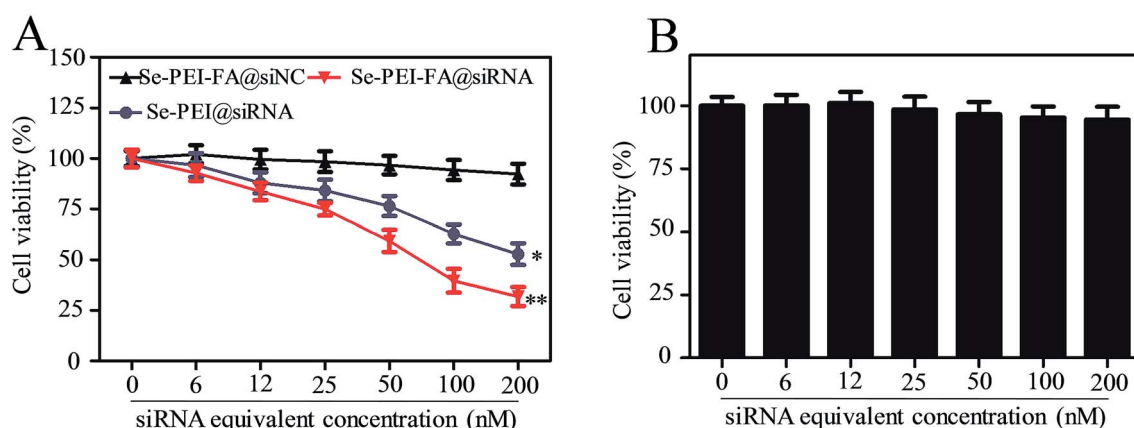 A
150
125
100
75
50
25
0
Cell viability (%)
Se-PEI-FA@siNC
Se-PEI-FA@siRNA
Se-PEI@siRNA
*
**
0 6 12 25 50 100 200
siRNA equivalent concentration (nM)
B
100
75
50
25
0
Cell viability (%)
0 6 12 25 50 100 200
siRNA equivalent concentration (nM)